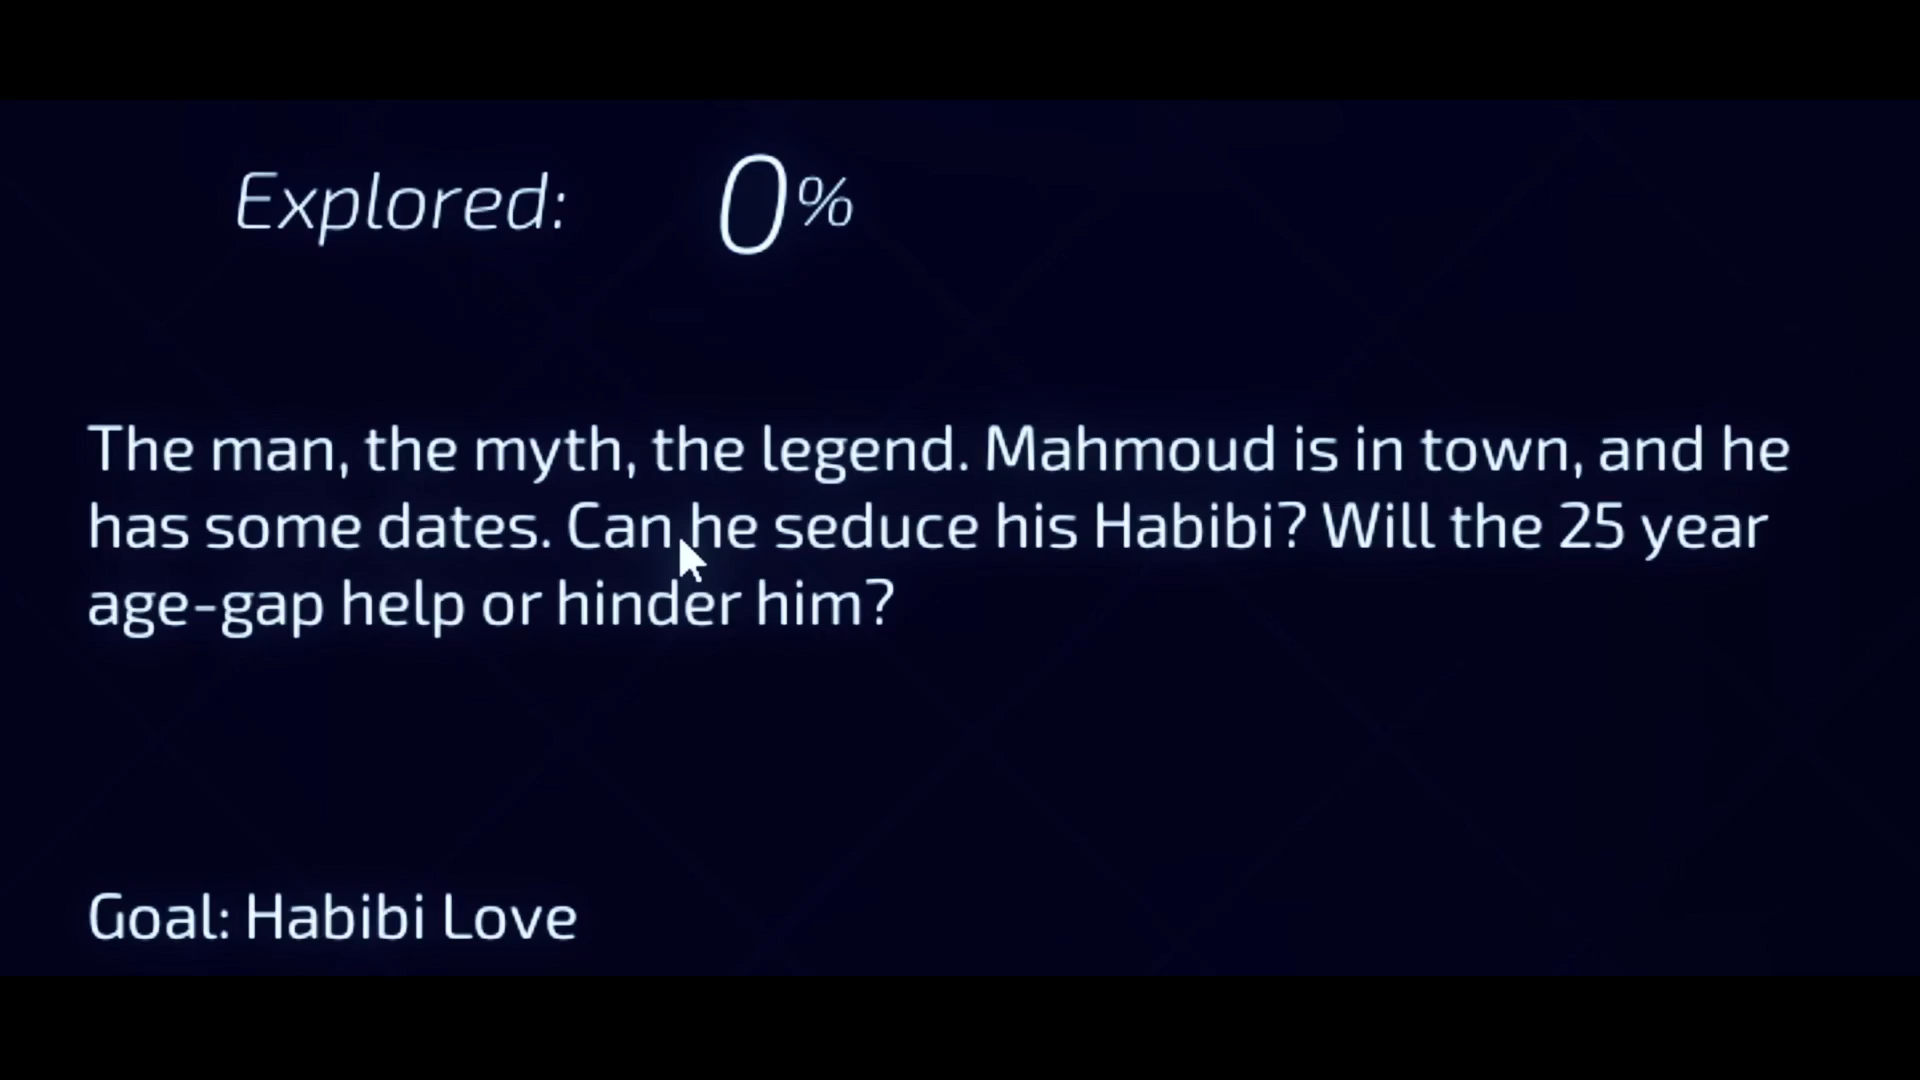 Explored: 0%
The man, the myth, the legend. Mahmoud is in town, and he
has some dates. Can he seduce his Habibi? Will the 25 year
age-gap help or hinder him?
Goal: Habibi Love